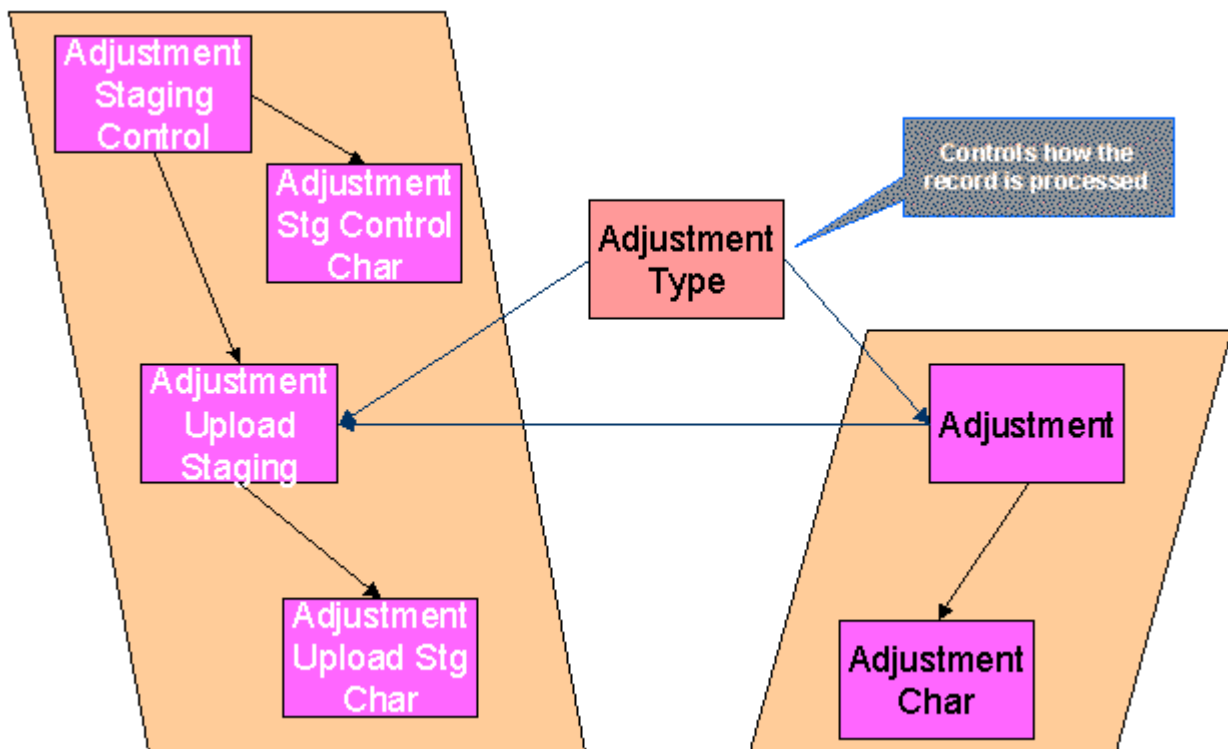 Adjustment
Staging
Control
Adjustment
Stg Control
Char
Controls how the
record is processed
Adjustment
Type
Adjustment
Upload
Staging
Adjustment
Adjustment
Upload Stg
Char
Adjustment
Char